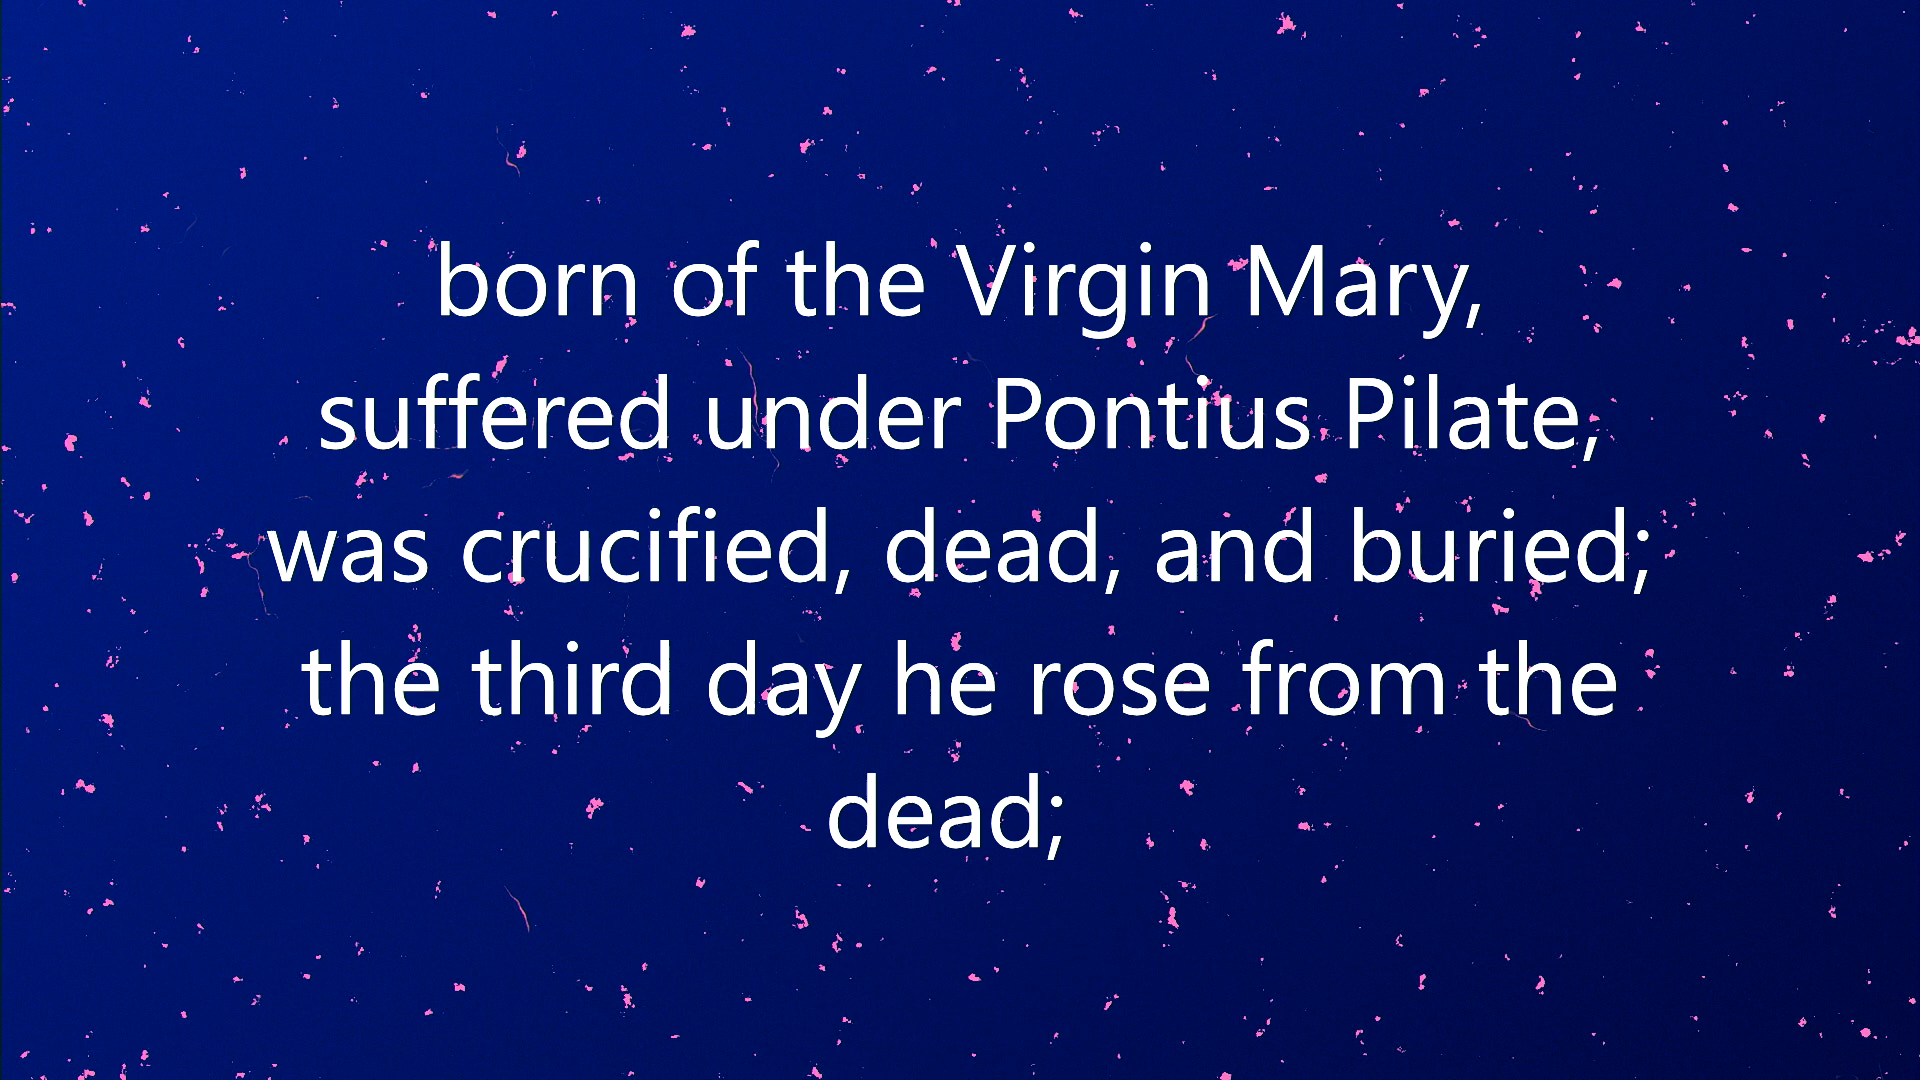 born of the Virgin Mary,
suffered under Pontius Pilate,
was crucified, dead, and buried;
the third day he rose from the
dead;